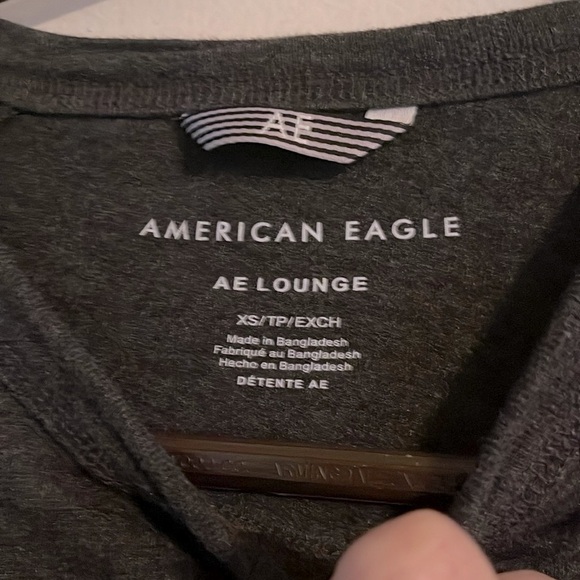 AE
AMERICAN EAGLE
AE LOUNGE
XS/TP/EXCH
Made in Bangladesh
Fabriqué au Bangladesh
Hecho en Bangladesh
DÉTENTE AE